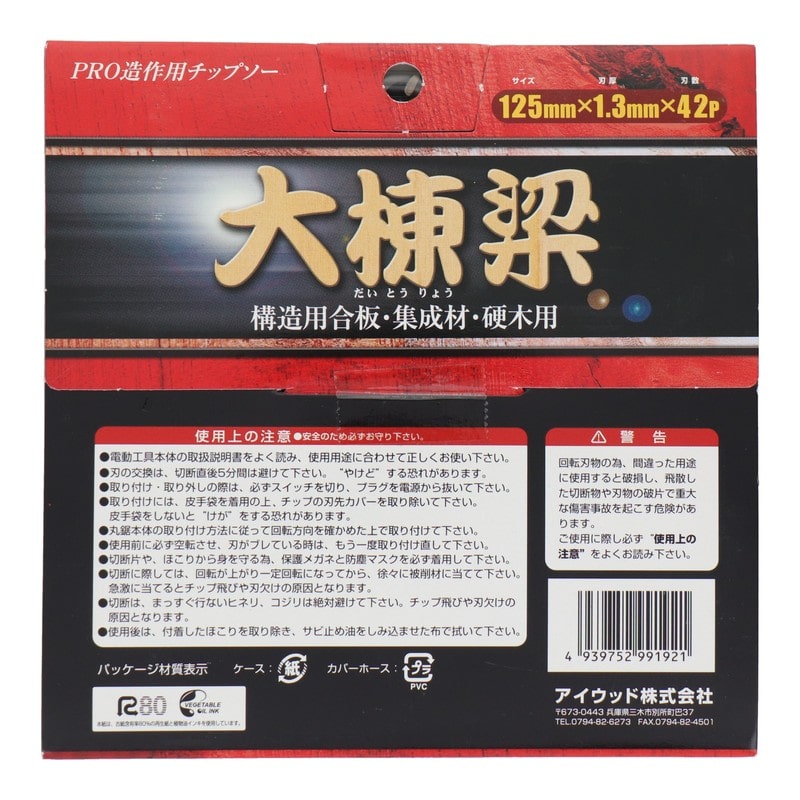 PRO造作用チップソー
サイズ 刃厚 刃数
125mm×1.3mm×42P
大棟梁
だいとうりょう
構造用合板・集成材・硬木用
使用上の注意 ●安全のため必ずお守り下さい。
●電動工具本体の取扱説明書をよく読み、使用用途に合わせて正しくお使い下さい。
●刃の交換は、切断直後5分間は避けて下さい。“やけど”する恐れがあります。
●取り付け・取り外しの際は、必ずスイッチを切り、プラグを電源から抜いて下さい。
●取り付けには、皮手袋を着用の上、チップの刃先カバーを取り除いて下さい。
皮手袋をしないと“けが”をする恐れがあります。
●丸鋸本体の取り付け方法に従って回転方向を確かめた上で取り付けて下さい。
●使用前に必ず空転させ、刃がブレている時は、もう一度取り付け直して下さい。
●切断片や、ほこりから身を守る為、保護メガネと防塵マスクを必ず着用して下さい。
●切断に際しては、回転が上がり一定回転になってから、徐々に被削材に当てて下さい。
急激に当てるとチップ飛びや刃欠けの原因となります。
●切断は、まっすぐ行ないヒネリ、コジリは絶対避けて下さい。チップ飛びや刃欠けの
原因となります。
●使用後は、付着したほこりを取り除き、サビ止め油をしみ込ませた布で拭いて下さい。
⚠ 警告
回転刃物の為、間違った用途
に使用すると破損し、飛散し
た切断物や刃物の破片で重大
な傷害事故を起こす危険があ
ります。
ご使用に際し必ず“使用上の
注意”をよくお読み下さい。
4 939752 991921
パッケージ材質表示 ケース： 紙 カバーホース： プラ
PVC
R80 VEGETABLE
OIL INK
本紙は、古紙含有率80%の再生紙と植物油インキを使用しています。
アイウッド株式会社
〒673-0443 兵庫県三木市別所町巴37
TEL.0794-82-6273 FAX.0794-82-4501